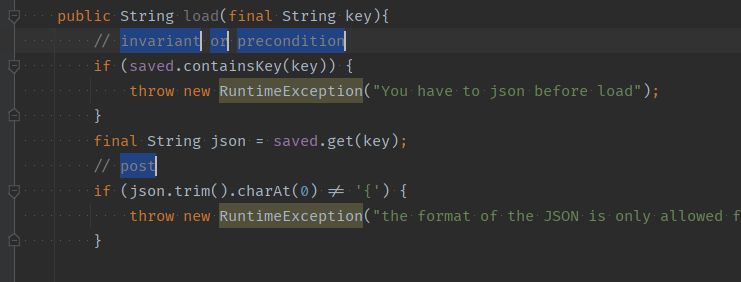 public String load(final String key){
// invariant or precondition
if (saved.containsKey(key)) {
throw new RuntimeException("You have to json before load");
}
final String json = saved.get(key);
// post
if (json.trim().charAt(0) ≠ '{') {
throw new RuntimeException("the format of the JSON is only allowed f
}